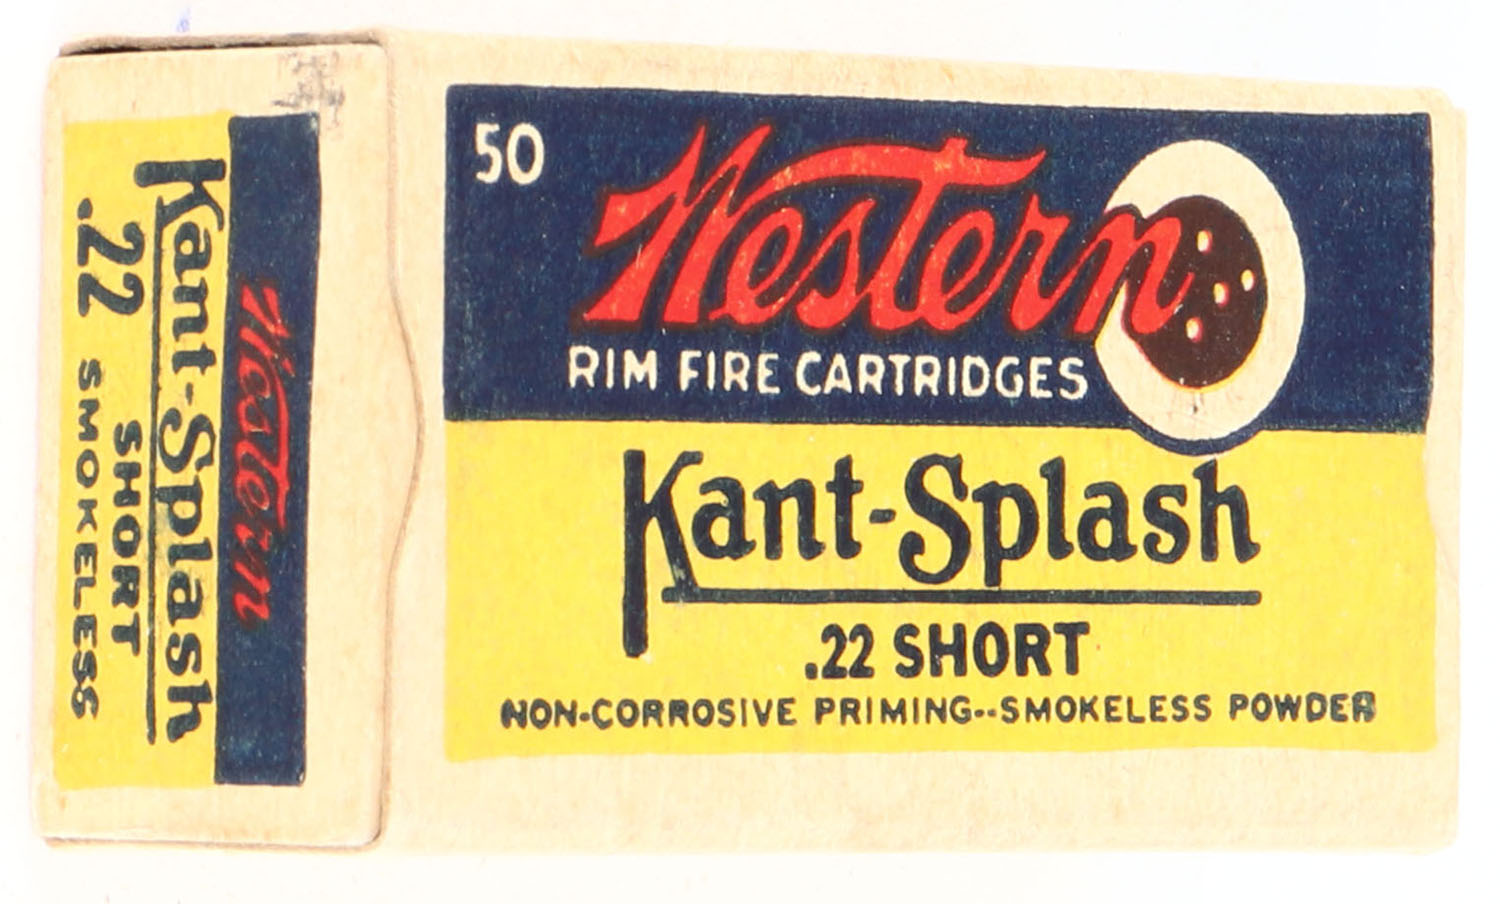 50
Western
RIM FIRE CARTRIDGES
Kant-Splash
.22 SHORT
NON-CORROSIVE PRIMING--SMOKELESS POWDER
Western
Kant-Splash
.22 SHORT
.22 SMOKELESS